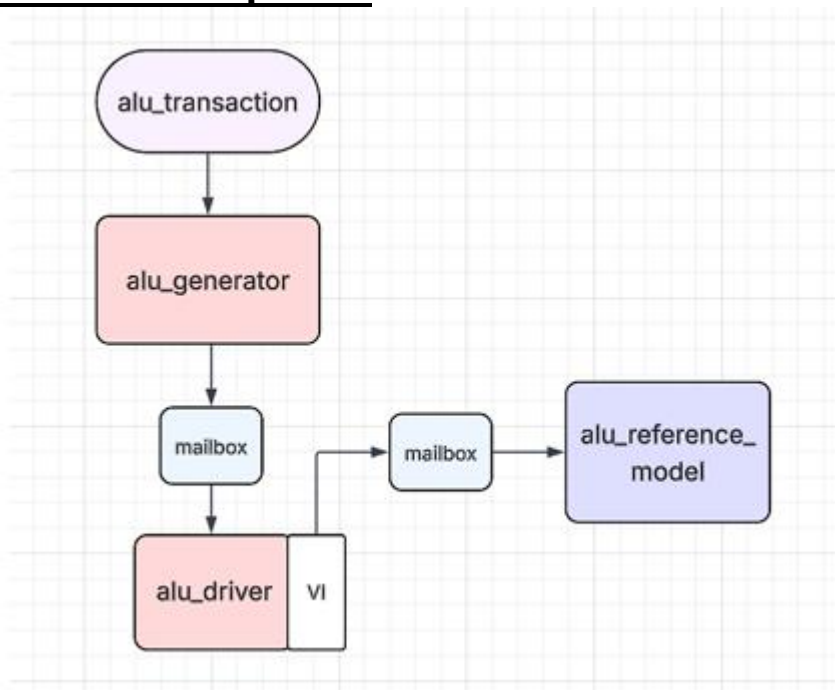 alu_transaction
alu_generator
mailbox
mailbox
alu_reference_
model
alu_driver
VI